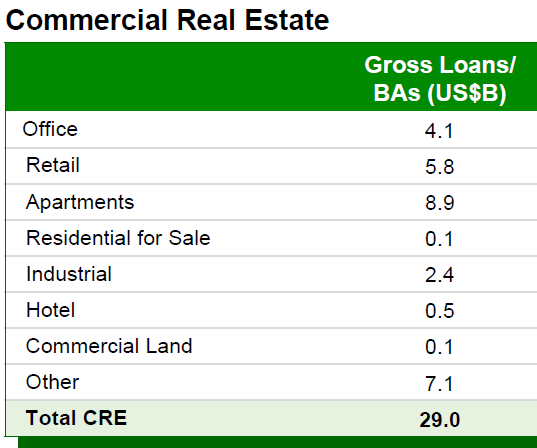 Commercial Real Estate
Gross Loans/
BAs (US$B)
Office 4.1
Retail 5.8
Apartments 8.9
Residential for Sale 0.1
Industrial 2.4
Hotel 0.5
Commercial Land 0.1
Other 7.1
Total CRE 29.0